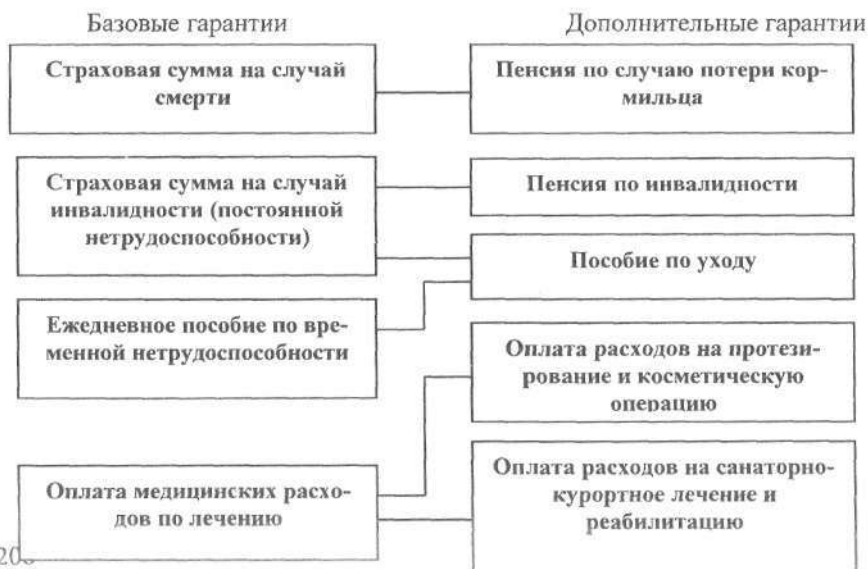 Базовые гарантии
Дополнительные гарантии
Страховая сумма на случай
смерти
Пенсия по случаю потери кор-
мильца
Страховая сумма на случай
инвалидности (постоянной
нетрудоспособности)
Пенсия по инвалидности
Пособие по уходу
Ежедневное пособие по вре-
менной нетрудоспособности
Оплата расходов на протези-
рование и косметическую
операцию
Оплата медицинских расхо-
дов по лечению
Оплата расходов на санаторно-
курортное лечение и
реабилитацию